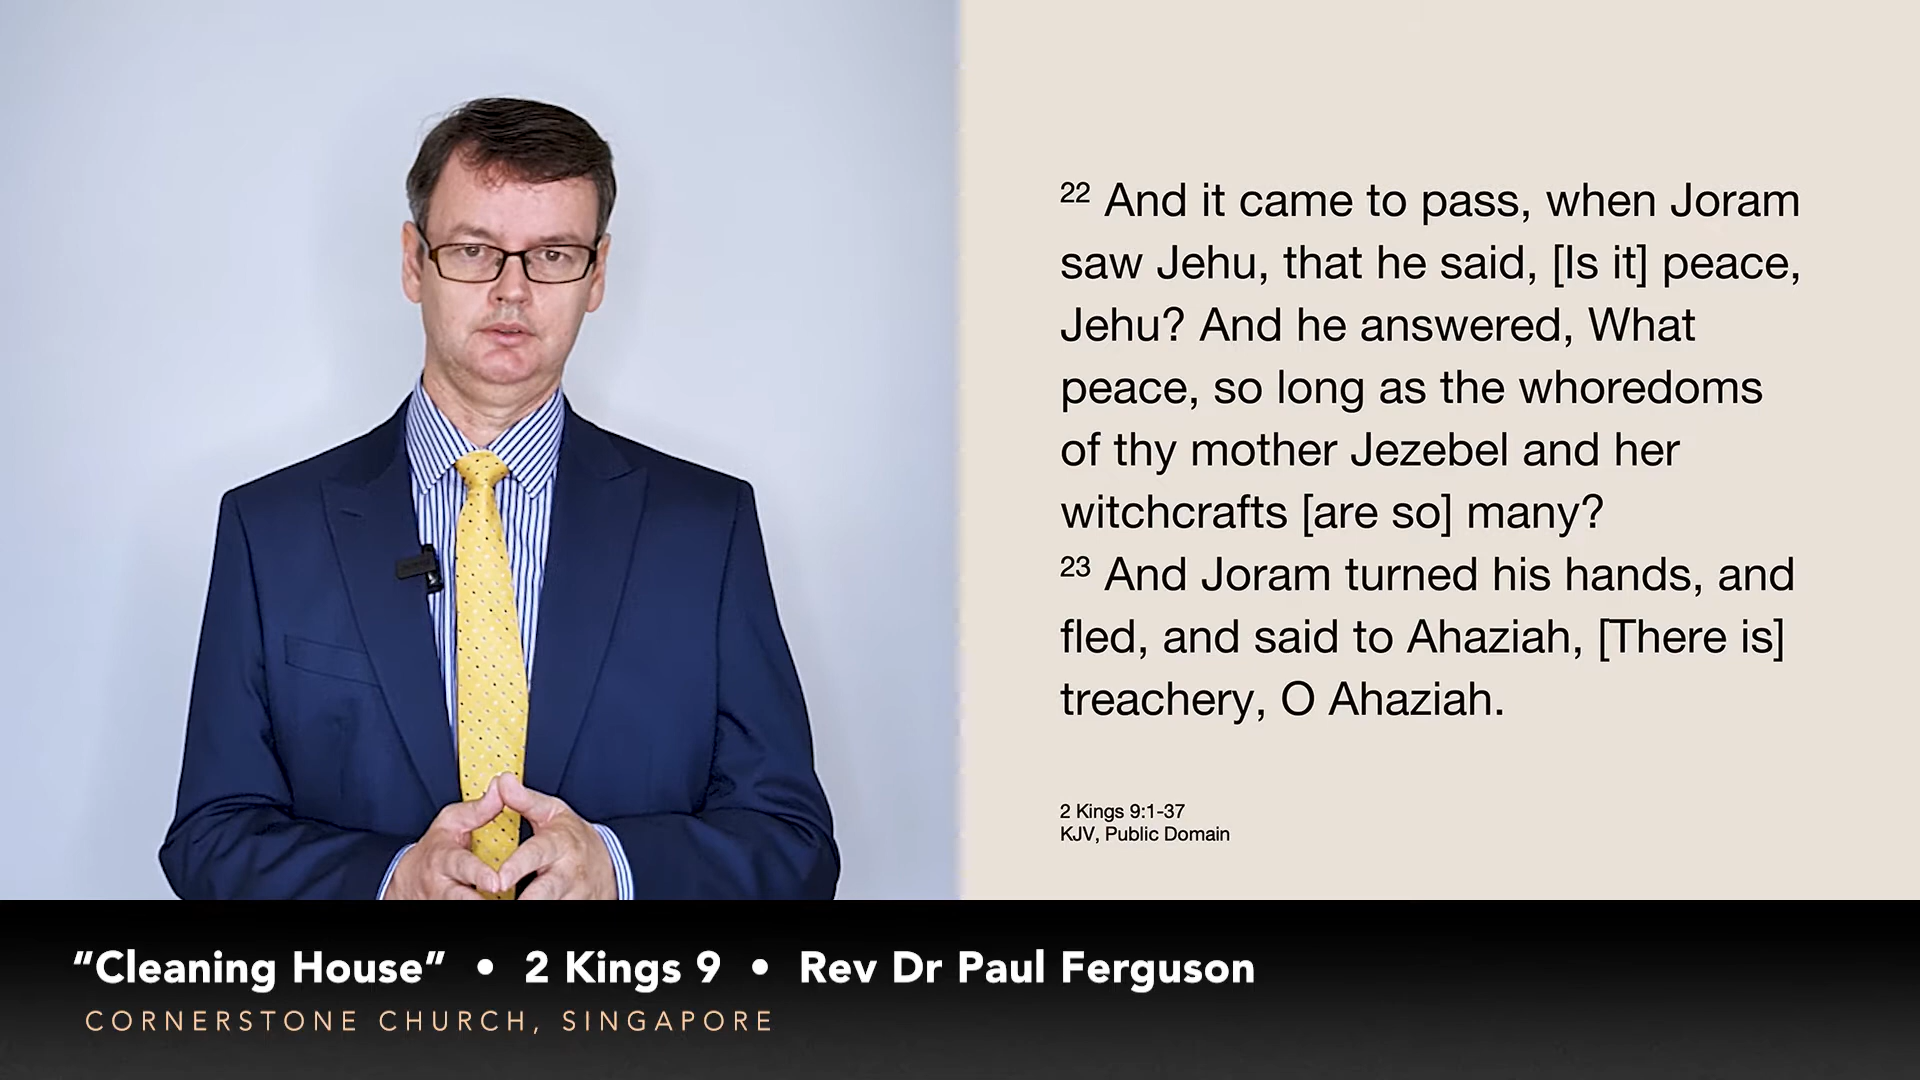 22 And it came to pass, when Joram
saw Jehu, that he said, [Is it] peace,
Jehu? And he answered, What
peace, so long as the whoredoms
of thy mother Jezebel and her
witchcrafts [are so] many?
23 And Joram turned his hands, and
fled, and said to Ahaziah, [There is]
treachery, O Ahaziah.
2 Kings 9:1-37
KJV, Public Domain
“Cleaning House” • 2 Kings 9 • Rev Dr Paul Ferguson
CORNERSTONE CHURCH, SINGAPORE